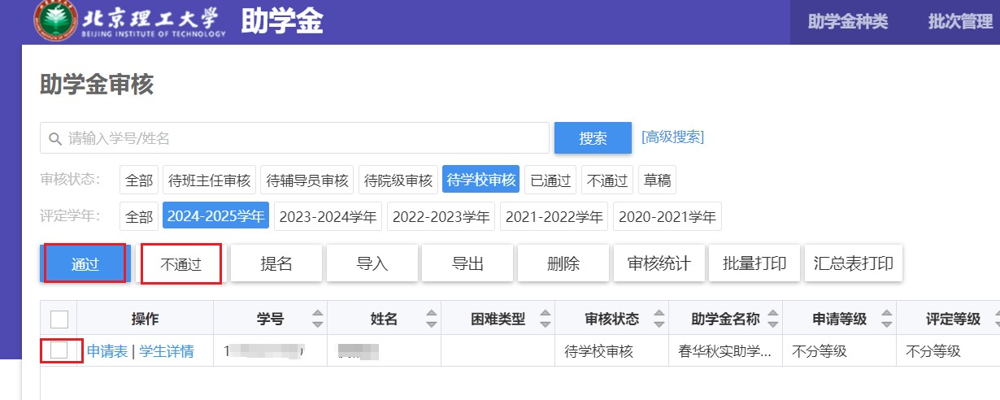 北京理工大学 助学金 助学金种类 批次管理
BEIJING INSTITUTE OF TECHNOLOGY
助学金审核
请输入学号/姓名 搜索 [高级搜索]
审核状态: 全部 待班主任审核 待辅导员审核 待院级审核 待学校审核 已通过 不通过 草稿
评定学年: 全部 2024-2025学年 2023-2024学年 2022-2023学年 2021-2022学年 2020-2021学年
通过 不通过 提名 导入 导出 删除 审核统计 批量打印 汇总表打印
操作 学号 姓名 困难类型 审核状态 助学金名称 申请等级 评定等级
申请表 | 学生详情 1 待学校审核 春华秋实助学... 不分等级 不分等级